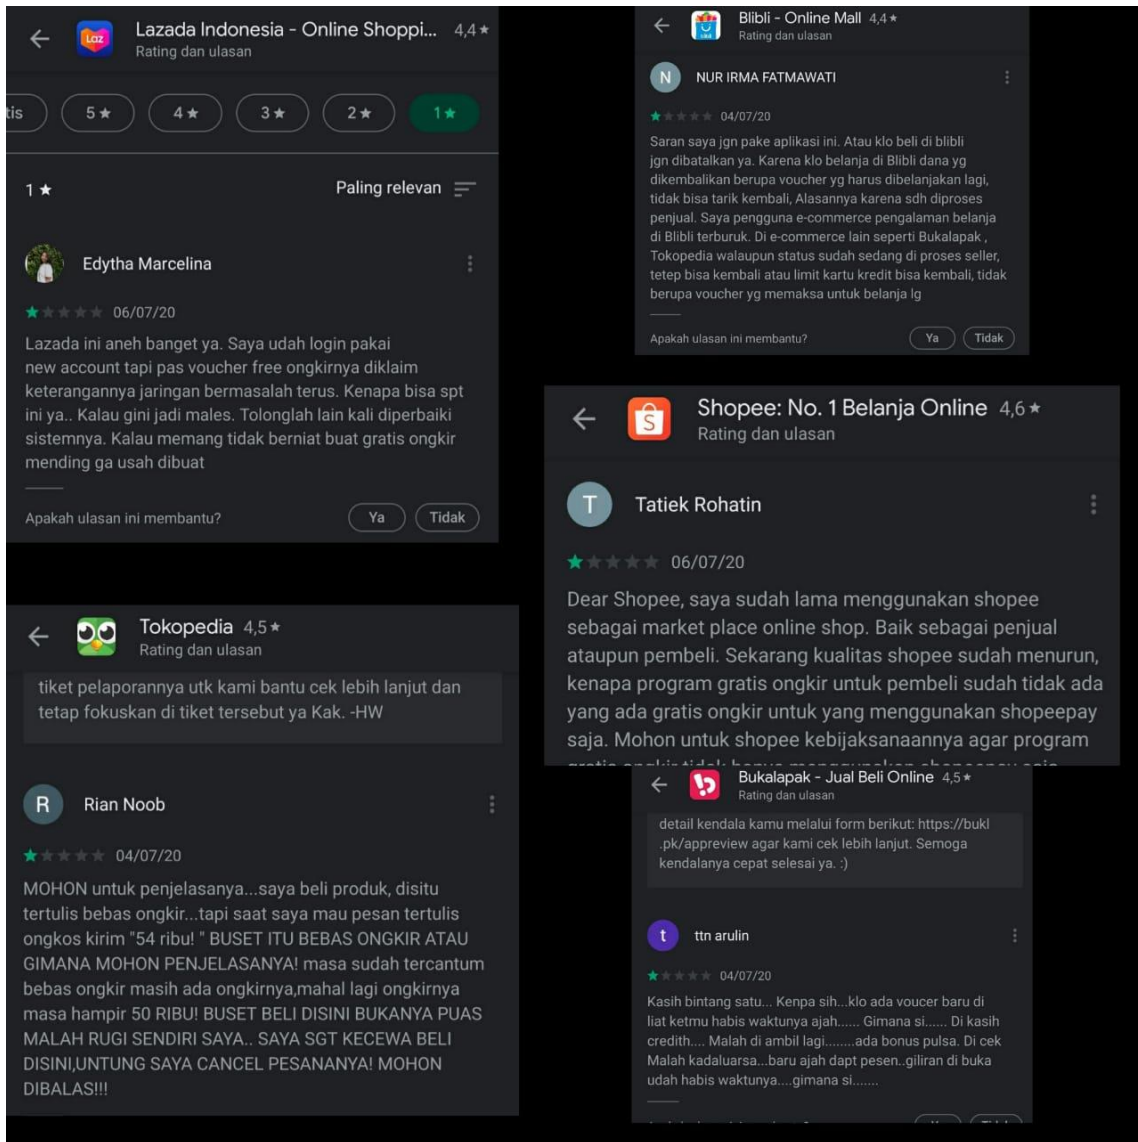 Lazada Indonesia - Online Shoppi... 4,4★
Rating dan ulasan
tis
5★
4★
3★
2★
1★
1★
Paling relevan
Edytha Marcelina
06/07/20
Lazada ini aneh banget ya. Saya udah login pakai
new account tapi pas voucher free ongkirnya diklaim
keterangannya jaringan bermasalah terus. Kenapa bisa spt
ini ya.. Kalau gini jadi males. Tolonglah lain kali diperbaiki
sistemnya. Kalau memang tidak berniat buat gratis ongkir
mending ga usah dibuat
Apakah ulasan ini membantu?
Ya
Tidak
Blibli - Online Mall 4,4★
Rating dan ulasan
N
NUR IRMA FATMAWATI
04/07/20
Saran saya jgn pake aplikasi ini. Atau klo beli di blibli
jgn dibatalkan ya. Karena klo belanja di Blibli dana yg
dikembalikan berupa voucher yg harus dibelanjakan lagi,
tidak bisa tarik kembali, Alasannya karena sdh diproses
penjual. Saya pengguna e-commerce pengalaman belanja
di Blibli terburuk. Di e-commerce lain seperti Bukalapak ,
Tokopedia walaupun status sudah sedang di proses seller,
tetep bisa kembali atau limit kartu kredit bisa kembali, tidak
berupa voucher yg memaksa untuk belanja lg
Apakah ulasan ini membantu?
Ya
Tidak
Shopee: No. 1 Belanja Online 4,6★
Rating dan ulasan
T
Tatiek Rohatin
06/07/20
Dear Shopee, saya sudah lama menggunakan shopee
sebagai market place online shop. Baik sebagai penjual
ataupun pembeli. Sekarang kualitas shopee sudah menurun,
kenapa program gratis ongkir untuk pembeli sudah tidak ada
yang ada gratis ongkir untuk yang menggunakan shopeepay
saja. Mohon untuk shopee kebijaksanaannya agar program
Tokopedia 4,5★
Rating dan ulasan
tiket pelaporannya utk kami bantu cek lebih lanjut dan
tetap fokuskan di tiket tersebut ya Kak. -HW
R
Rian Noob
04/07/20
MOHON untuk penjelasanya...saya beli produk, disitu
tertulis bebas ongkir...tapi saat saya mau pesan tertulis
ongkos kirim "54 ribu! " BUSET ITU BEBAS ONGKIR ATAU
GIMANA MOHON PENJELASANYA! masa sudah tercantum
bebas ongkir masih ada ongkirnya,mahal lagi ongkirnya
masa hampir 50 RIBU! BUSET BELI DISINI BUKANYA PUAS
MALAH RUGI SENDIRI SAYA.. SAYA SGT KECEWA BELI
DISINI,UNTUNG SAYA CANCEL PESANANYA! MOHON
DIBALAS!!!
Bukalapak - Jual Beli Online 4,5★
Rating dan ulasan
detail kendala kamu melalui form berikut: https://bukl
.pk/appreview agar kami cek lebih lanjut. Semoga
kendalanya cepat selesai ya. :)
t
ttn arulin
04/07/20
Kasih bintang satu... Kenpa sih...klo ada voucer baru di
liat ketmu habis waktunya ajah...... Gimana si...... Di kasih
credith.... Malah di ambil lagi........ada bonus pulsa. Di cek
Malah kadaluarsa...baru ajah dapt pesen..giliran di buka
udah habis waktunya....gimana si.......